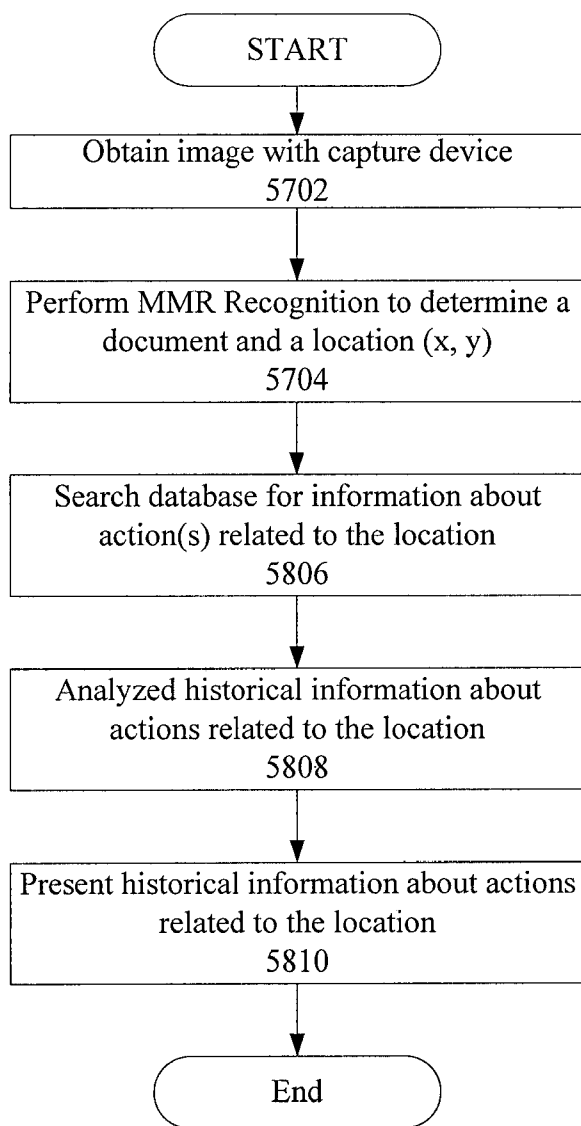 START
Obtain image with capture device
5702
Perform MMR Recognition to determine a
document and a location (x, y)
5704
Search database for information about
action(s) related to the location
5806
Analyzed historical information about
actions related to the location
5808
Present historical information about actions
related to the location
5810
End